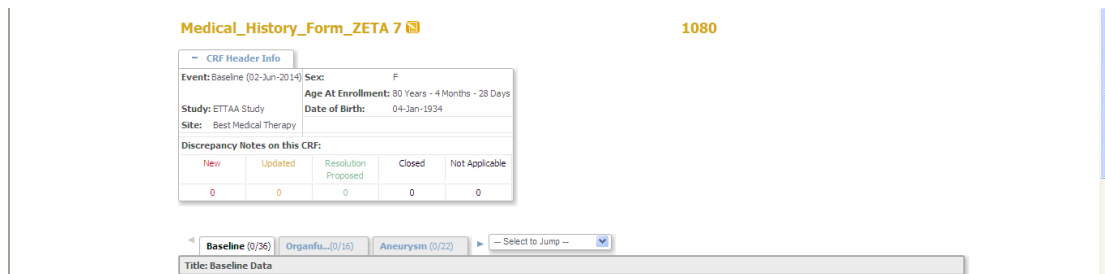 Medical_History_Form_ZETA 7 1080
− CRF Header Info
Event: Baseline (02-Jun-2014) Sex: F
Age At Enrollment: 80 Years - 4 Months - 28 Days
Study: ETTAA Study Date of Birth: 04-Jan-1934
Site: Best Medical Therapy
Discrepancy Notes on this CRF:
New Updated Resolution Proposed Closed Not Applicable
0 0 0 0 0
Baseline (0/36) Organfu...(0/16) Aneurysm (0/22) -- Select to Jump --
Title: Baseline Data